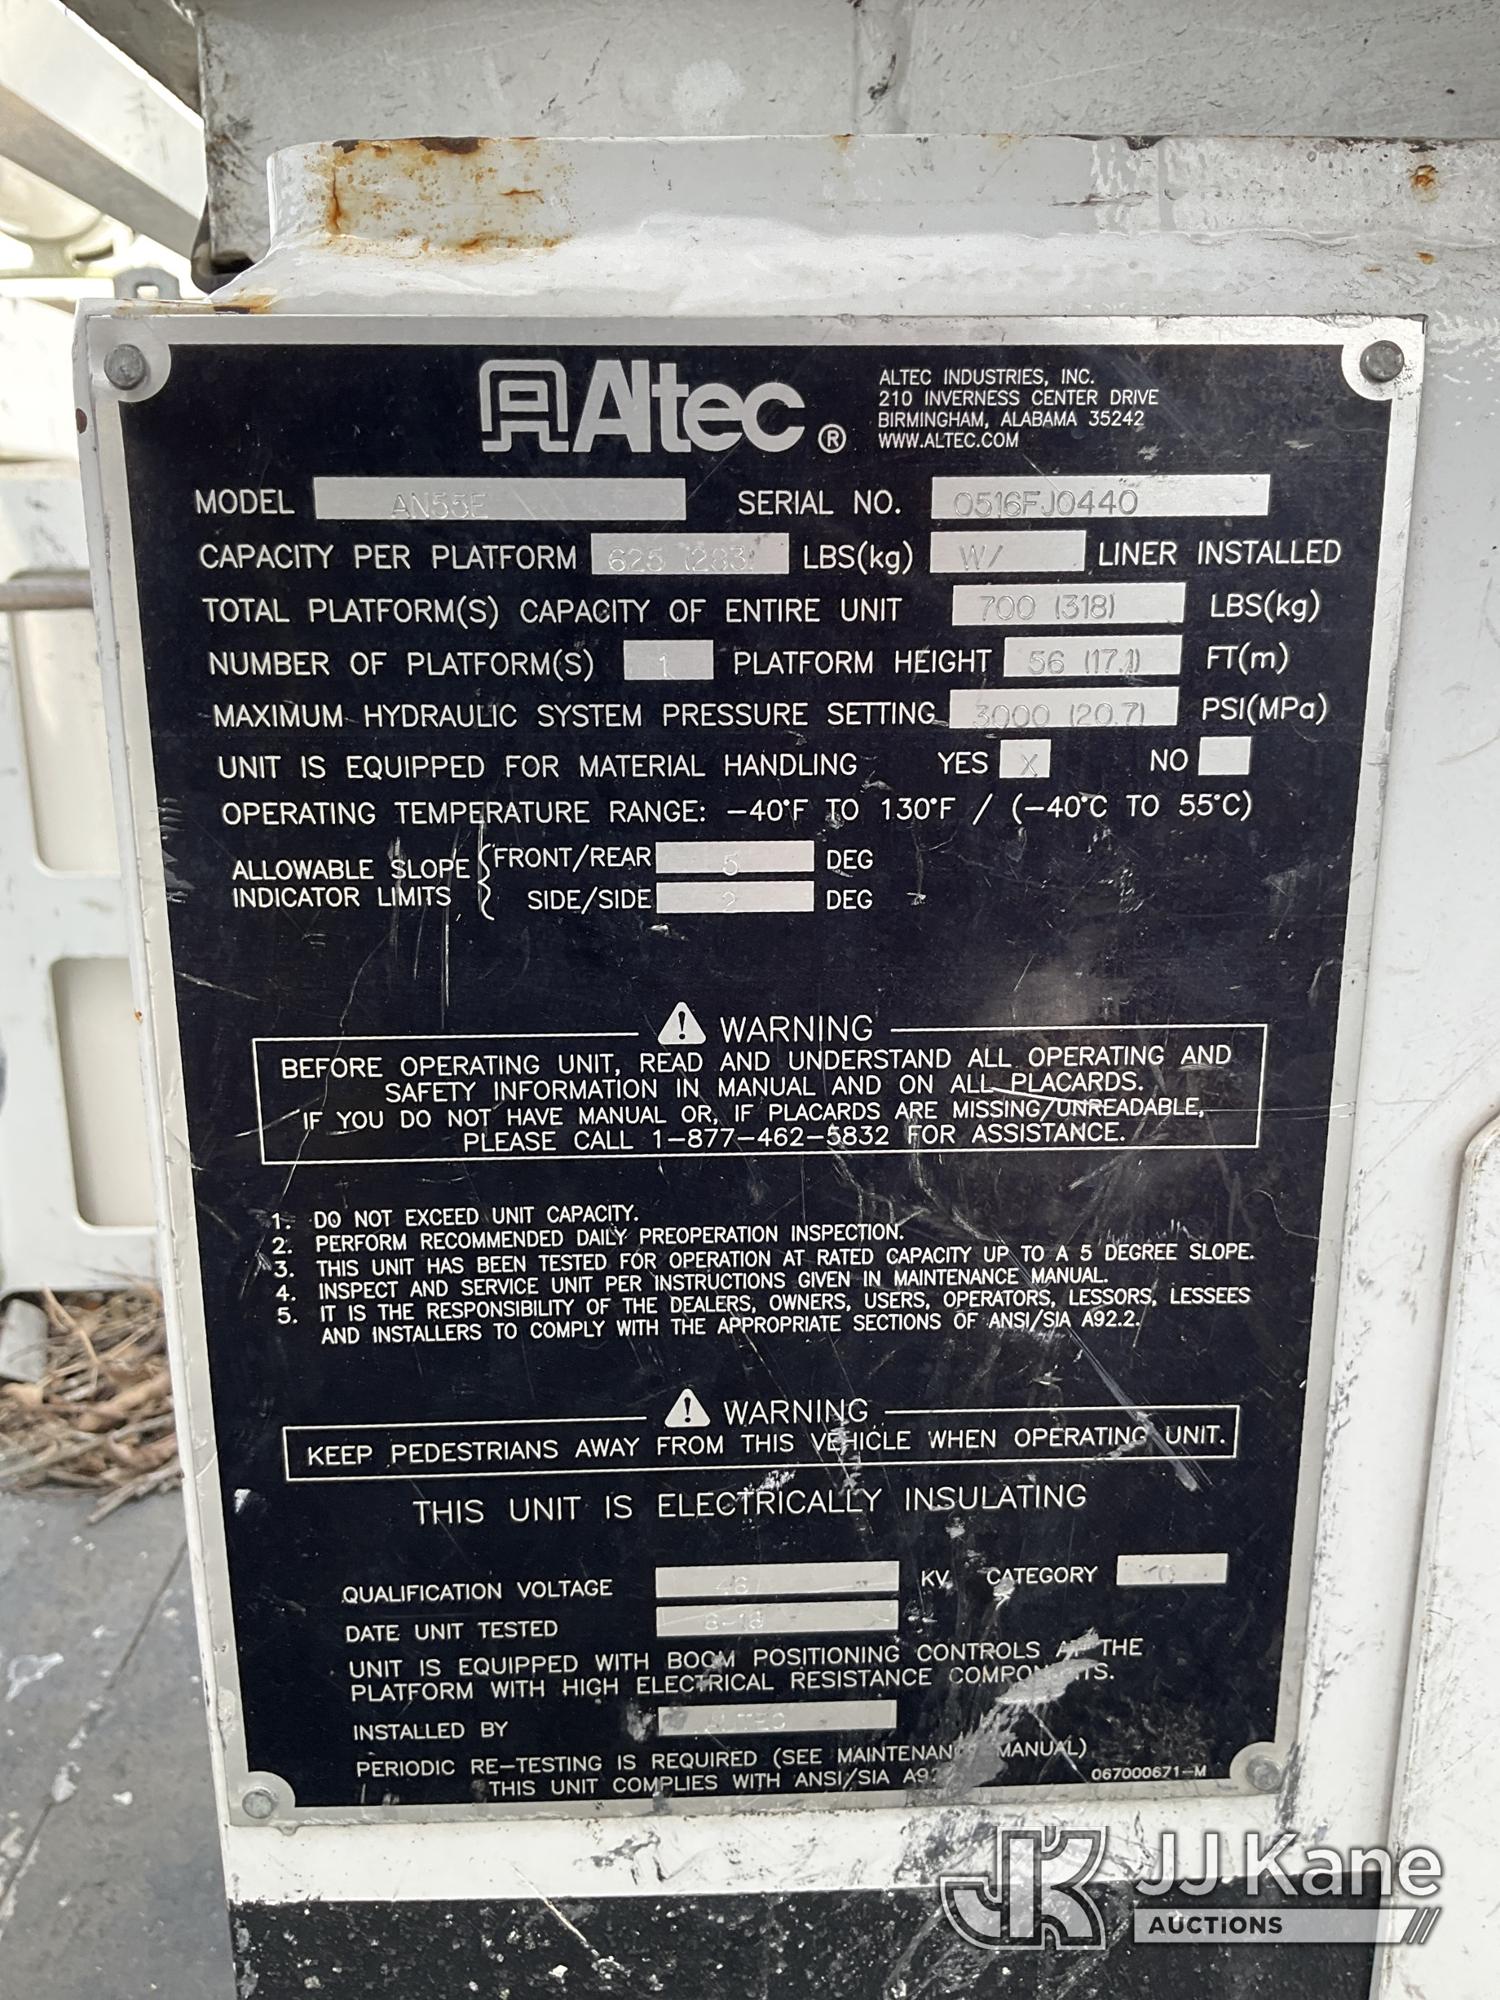 Altec®
ALTEC INDUSTRIES, INC.
210 INVERNESS CENTER DRIVE
BIRMINGHAM, ALABAMA 35242
WWW.ALTEC.COM
MODEL AN55E SERIAL NO. 0516FJ0440
CAPACITY PER PLATFORM 625 (283) LBS(kg) W/ LINER INSTALLED
TOTAL PLATFORM(S) CAPACITY OF ENTIRE UNIT 700 (318) LBS(kg)
NUMBER OF PLATFORM(S) 1 PLATFORM HEIGHT 56 (17.1) FT(m)
MAXIMUM HYDRAULIC SYSTEM PRESSURE SETTING 3000 (20.7) PSI(MPa)
UNIT IS EQUIPPED FOR MATERIAL HANDLING YES X NO
OPERATING TEMPERATURE RANGE: -40°F TO 130°F / (-40°C TO 55°C)
ALLOWABLE SLOPE FRONT/REAR 5 DEG
INDICATOR LIMITS SIDE/SIDE 2 DEG
WARNING
BEFORE OPERATING UNIT, READ AND UNDERSTAND ALL OPERATING AND
SAFETY INFORMATION IN MANUAL AND ON ALL PLACARDS.
IF YOU DO NOT HAVE MANUAL OR, IF PLACARDS ARE MISSING/UNREADABLE,
PLEASE CALL 1-877-462-5832 FOR ASSISTANCE.
1. DO NOT EXCEED UNIT CAPACITY.
2. PERFORM RECOMMENDED DAILY PREOPERATION INSPECTION.
3. THIS UNIT HAS BEEN TESTED FOR OPERATION AT RATED CAPACITY UP TO A 5 DEGREE SLOPE.
4. INSPECT AND SERVICE UNIT PER INSTRUCTIONS GIVEN IN MAINTENANCE MANUAL.
5. IT IS THE RESPONSIBILITY OF THE DEALERS, OWNERS, USERS, OPERATORS, LESSORS, LESSEES
AND INSTALLERS TO COMPLY WITH THE APPROPRIATE SECTIONS OF ANSI/SIA A92.2.
WARNING
KEEP PEDESTRIANS AWAY FROM THIS VEHICLE WHEN OPERATING UNIT.
THIS UNIT IS ELECTRICALLY INSULATING
QUALIFICATION VOLTAGE 46 KV CATEGORY C
DATE UNIT TESTED 6-18
UNIT IS EQUIPPED WITH BOOM POSITIONING CONTROLS AT THE
PLATFORM WITH HIGH ELECTRICAL RESISTANCE COMPONENTS.
INSTALLED BY ALTEC
PERIODIC RE-TESTING IS REQUIRED (SEE MAINTENANCE MANUAL)
THIS UNIT COMPLIES WITH ANSI/SIA
067000671-M
JK JJ Kane
AUCTIONS